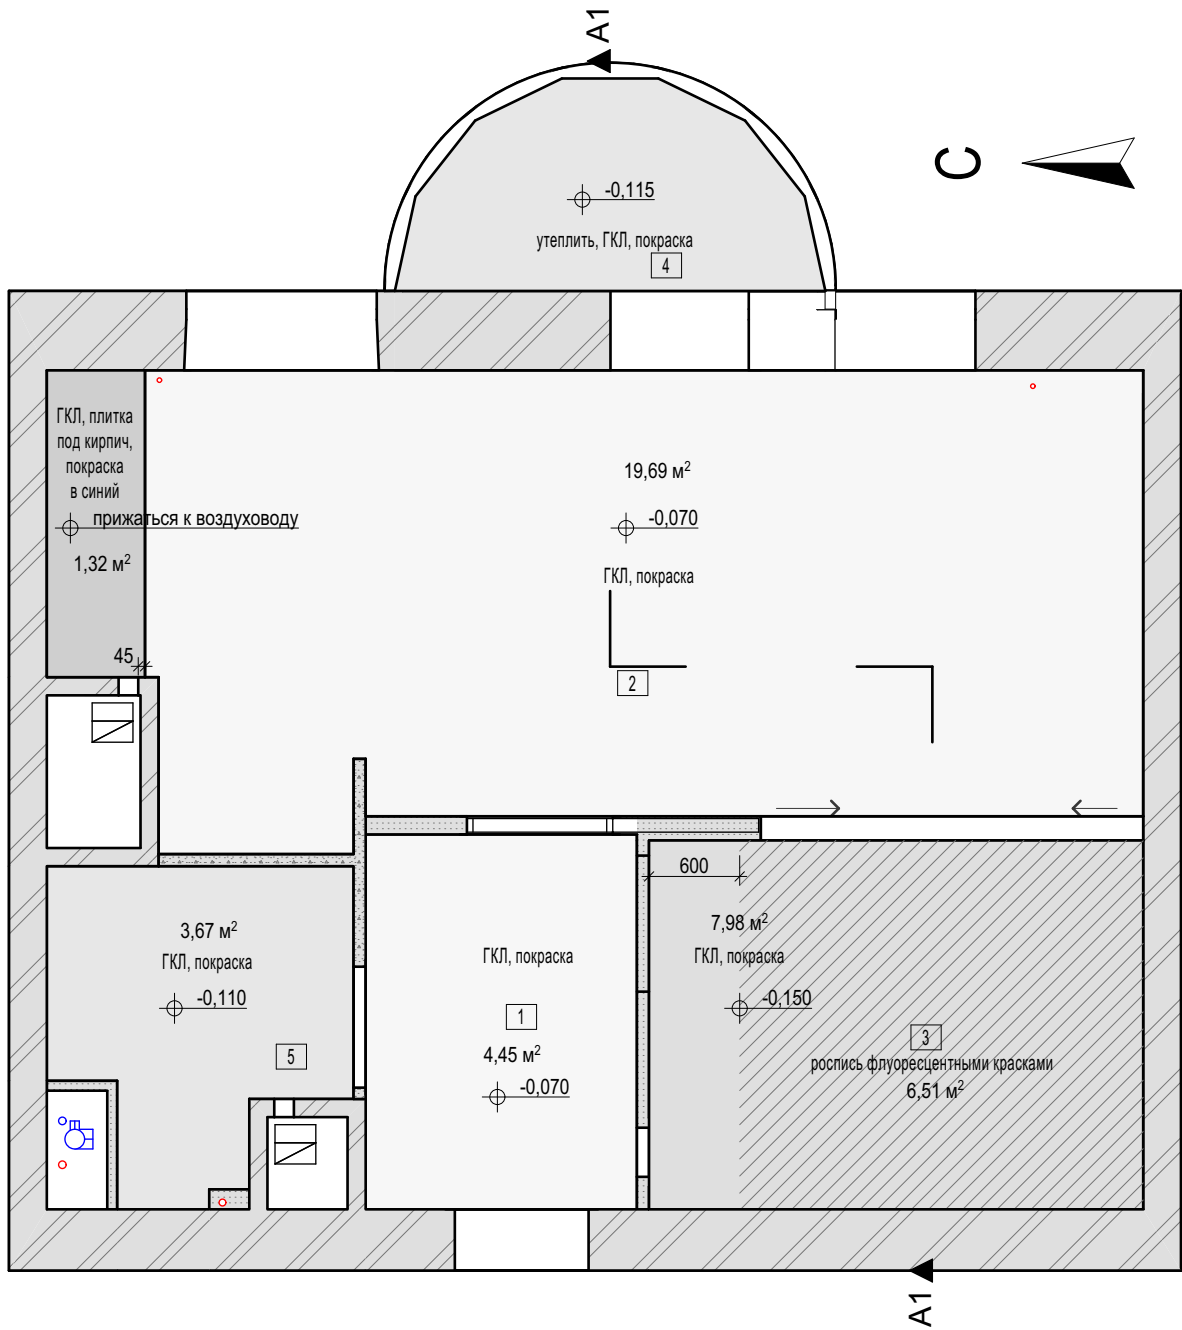 A1
С
-0,115
утеплить, ГКЛ, покраска
4
ГКЛ, плитка
под кирпич,
покраска
в синий
прижаться к воздуховоду
1,32 м²
19,69 м²
-0,070
ГКЛ, покраска
45
2
600
3,67 м²
ГКЛ, покраска
-0,110
5
ГКЛ, покраска
1
4,45 м²
-0,070
7,98 м²
ГКЛ, покраска
-0,150
3
роспись флуоресцентными красками
6,51 м²
A1